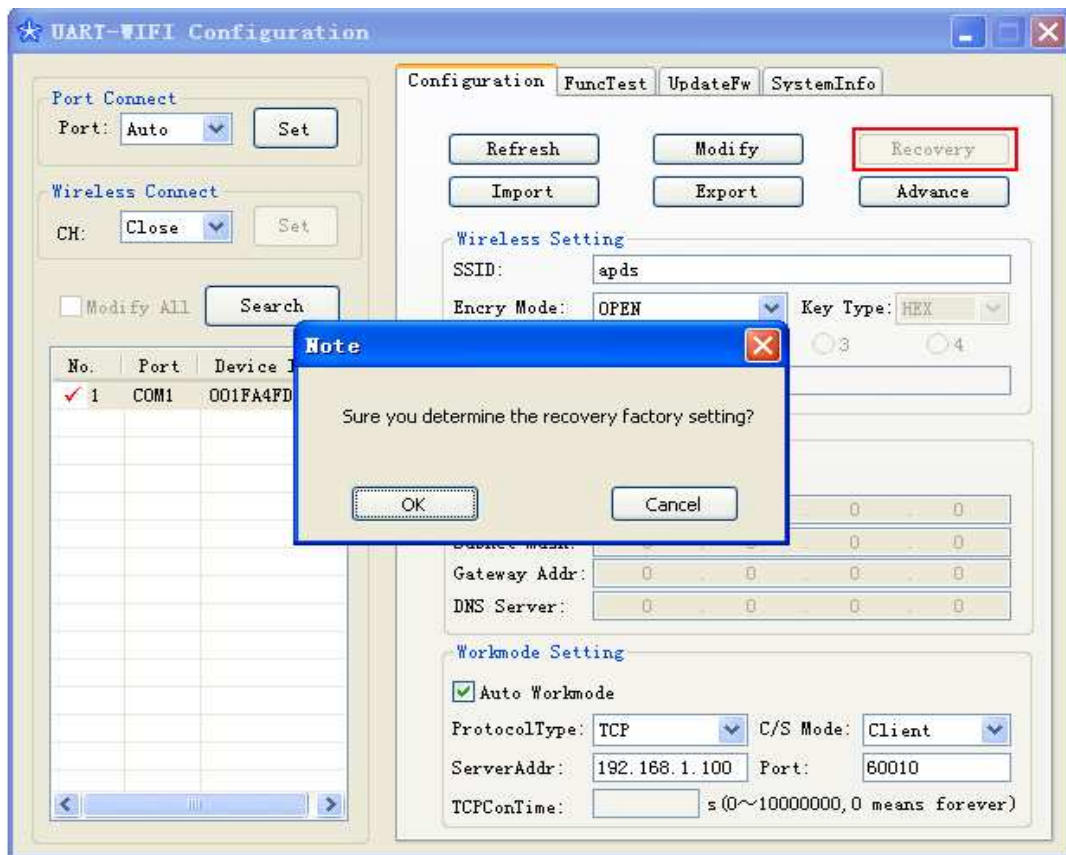 UART-WIFI Configuration
Configuration FuncTest UpdateFw SystemInfo
Port Connect
Port: Auto Set
Wireless Connect
CH: Close Set
Modify All Search
No. Port Device
1 COM1 001FA4FD
Refresh Modify Recovery
Import Export Advance
Wireless Setting
SSID: apds
Encry Mode: OPEN Key Type: HEX
3 4
Note
Sure you determine the recovery factory setting?
OK Cancel
0 0
0 0
Gateway Addr: 0 . 0 . 0 . 0
DNS Server: 0 . 0 . 0 . 0
Workmode Setting
Auto Workmode
ProtocolType: TCP C/S Mode: Client
ServerAddr: 192.168.1.100 Port: 60010
TCPConTime: s(0~10000000,0 means forever)